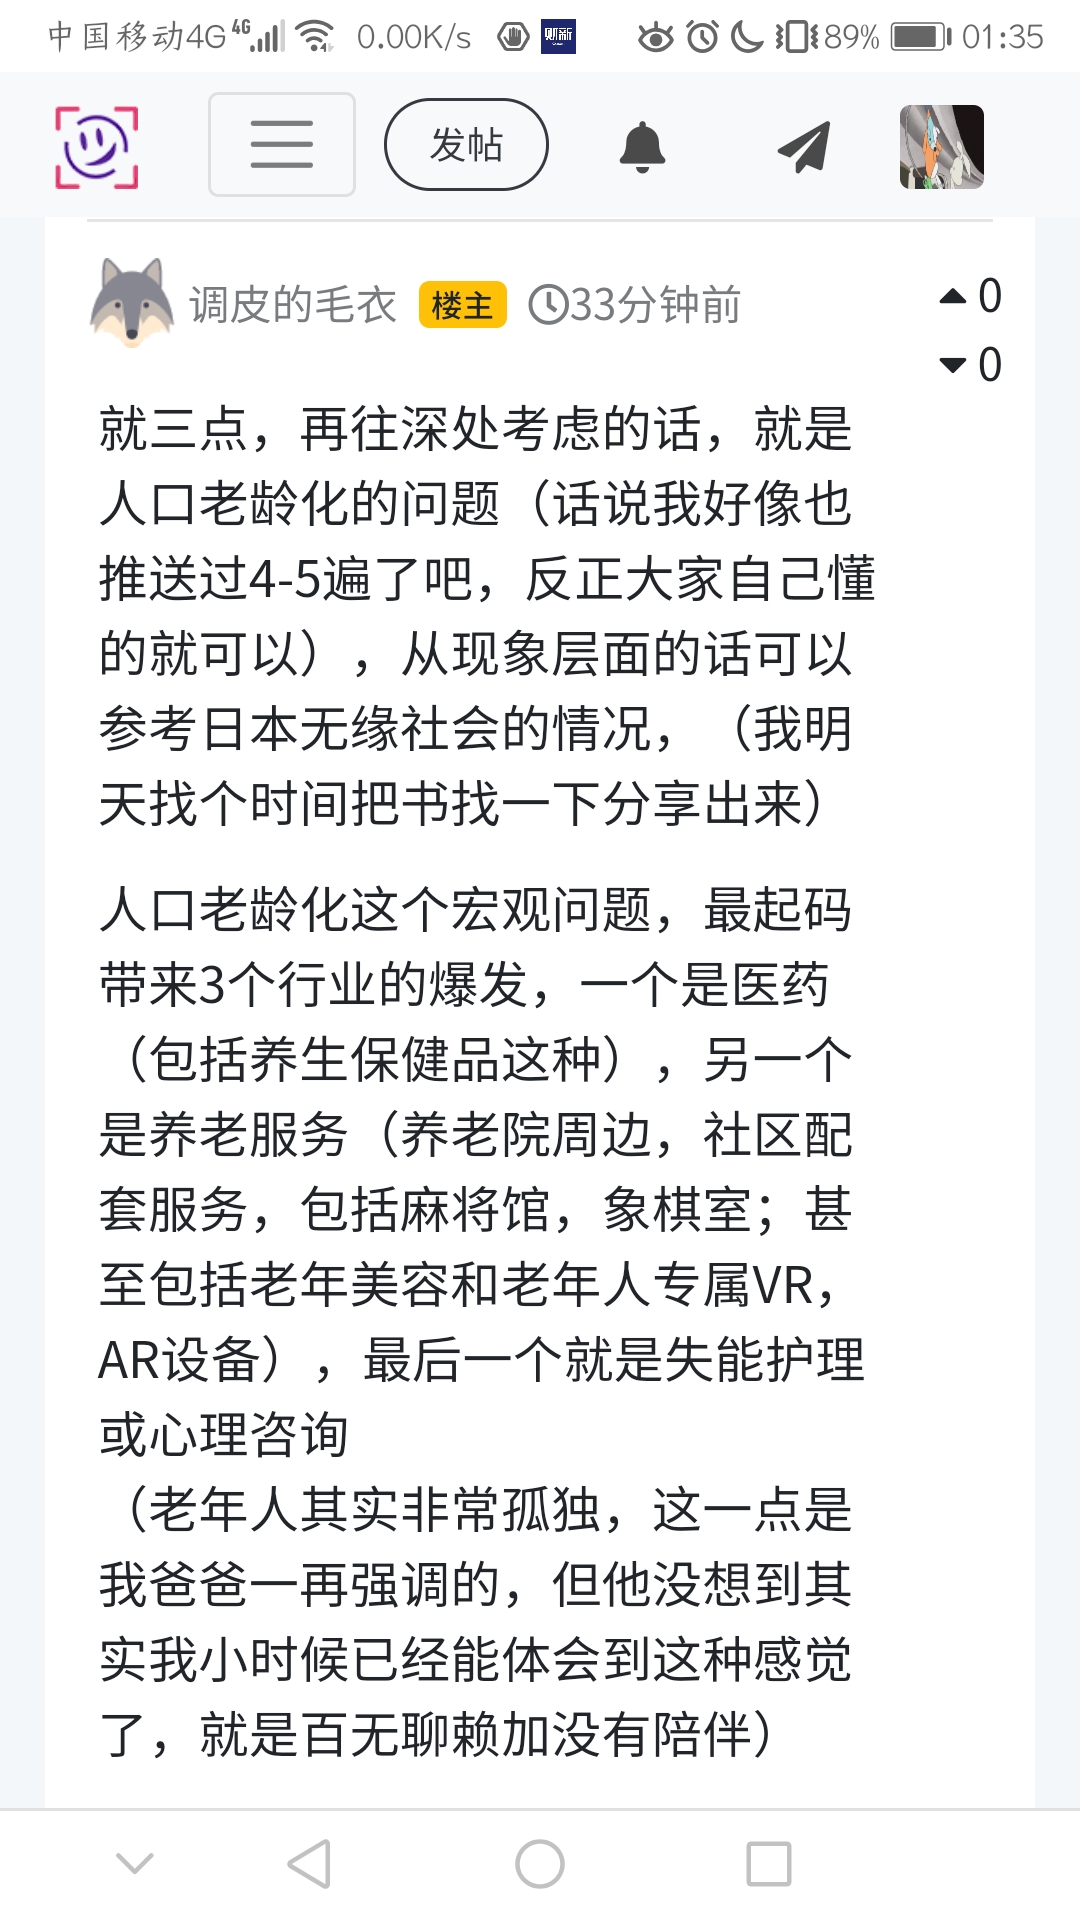 中国移动4G 4G 0.00K/s 财新 89% 01:35
发帖
调皮的毛衣 楼主 33分钟前
0
0
就三点，再往深处考虑的话，就是
人口老龄化的问题（话说我好像也
推送过4-5遍了吧，反正大家自己懂
的就可以），从现象层面的话可以
参考日本无缘社会的情况，（我明
天找个时间把书找一下分享出来）
人口老龄化这个宏观问题，最起码
带来3个行业的爆发，一个是医药
（包括养生保健品这种），另一个
是养老服务（养老院周边，社区配
套服务，包括麻将馆，象棋室；甚
至包括老年美容和老年人专属VR，
AR设备），最后一个就是失能护理
或心理咨询
（老年人其实非常孤独，这一点是
我爸爸一再强调的，但他没想到其
实我小时候已经能体会到这种感觉
了，就是百无聊赖加没有陪伴）